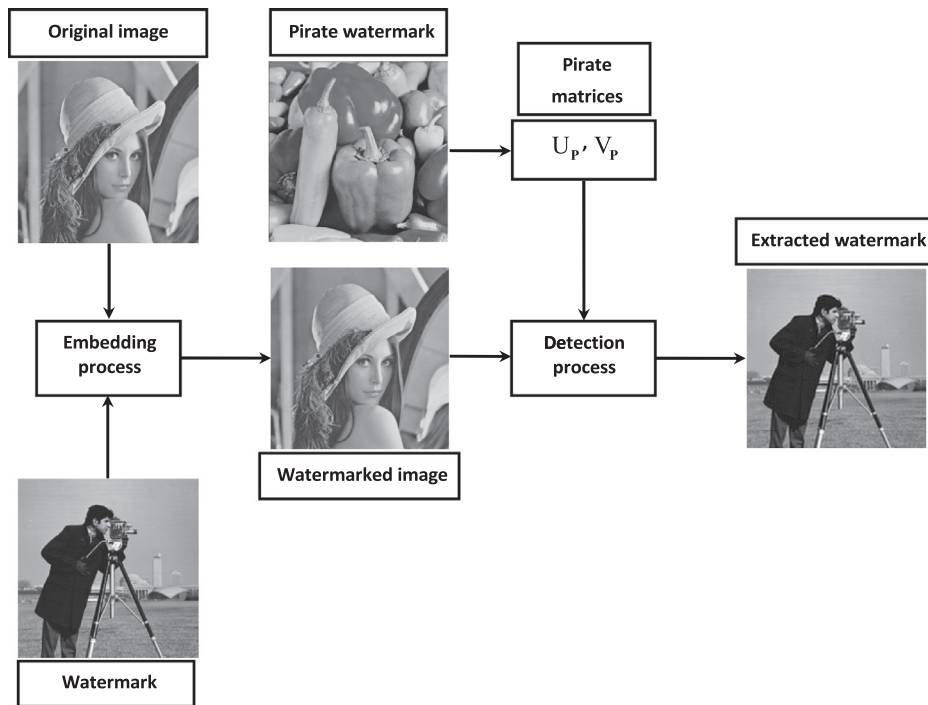 Original image
Pirate watermark
Pirate
matrices
U_P, V_P
Extracted watermark
Embedding
process
Detection
process
Watermarked image
Watermark